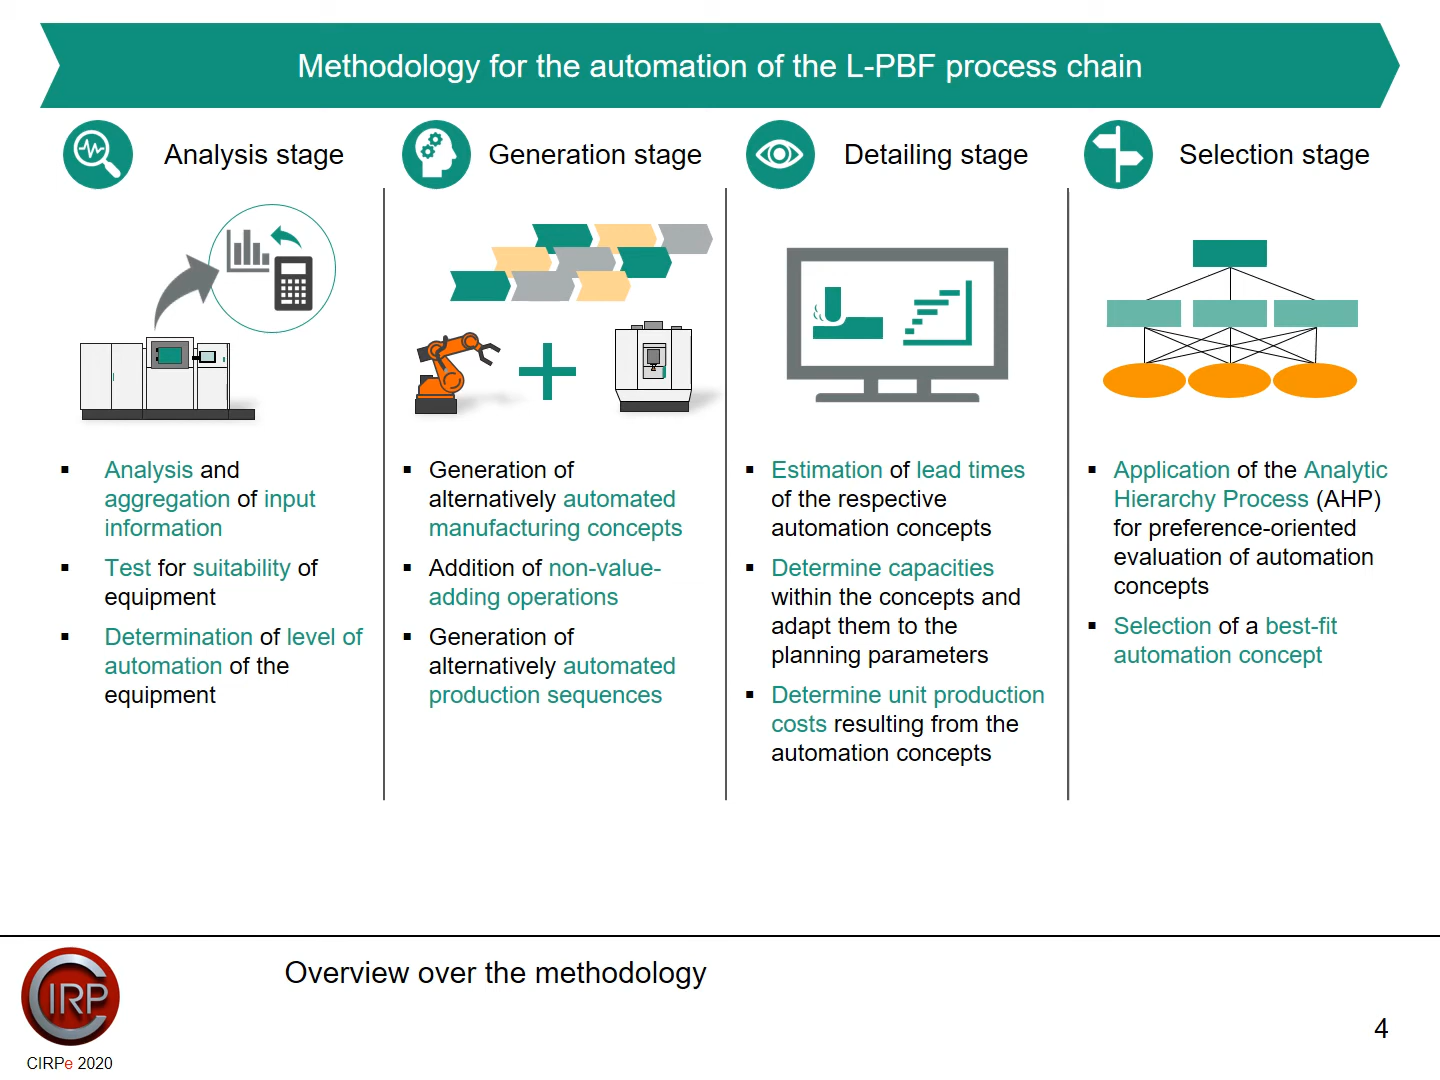 Methodology for the automation of the L-PBF process chain
Analysis stage
▪ Analysis and
aggregation of input
information
▪ Test for suitability of
equipment
▪ Determination of level of
automation of the
equipment
Generation stage
▪ Generation of
alternatively automated
manufacturing concepts
▪ Addition of non-value-
adding operations
▪ Generation of
alternatively automated
production sequences
Detailing stage
▪ Estimation of lead times
of the respective
automation concepts
▪ Determine capacities
within the concepts and
adapt them to the
planning parameters
▪ Determine unit production
costs resulting from the
automation concepts
Selection stage
▪ Application of the Analytic
Hierarchy Process (AHP)
for preference-oriented
evaluation of automation
concepts
▪ Selection of a best-fit
automation concept
CIRP
CIRPe 2020
Overview over the methodology
4